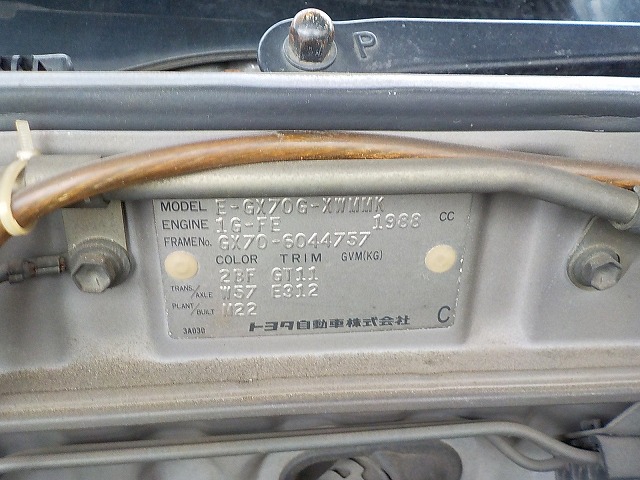 P
MODEL E-GX70G-XWMMK
ENGINE 1G-FE 1988 CC
FRAME No. GX70-6044757
COLOR TRIM GVM(KG)
2BF GT11
TRANS./AXLE W57 E312
PLANT/BUILT M22
トヨタ自動車株式会社 C
3A030